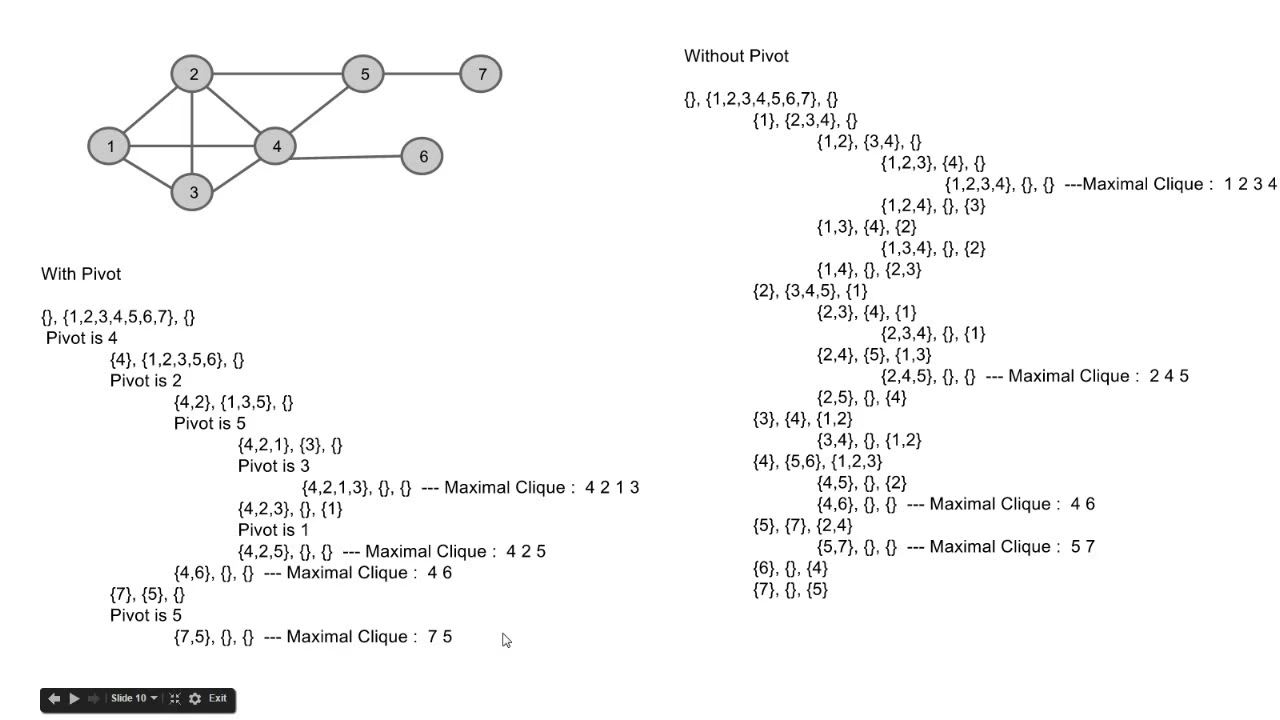 2
5
7
1
4
6
3
With Pivot
{}, {1,2,3,4,5,6,7}, {}
Pivot is 4
{4}, {1,2,3,5,6}, {}
Pivot is 2
{4,2}, {1,3,5}, {}
Pivot is 5
{4,2,1}, {3}, {}
Pivot is 3
{4,2,1,3}, {}, {} --- Maximal Clique : 4 2 1 3
{4,2,3}, {}, {1}
Pivot is 1
{4,2,5}, {}, {} --- Maximal Clique : 4 2 5
{4,6}, {}, {} --- Maximal Clique : 4 6
{7}, {5}, {}
Pivot is 5
{7,5}, {}, {} --- Maximal Clique : 7 5
Without Pivot
{}, {1,2,3,4,5,6,7}, {}
{1}, {2,3,4}, {}
{1,2}, {3,4}, {}
{1,2,3}, {4}, {}
{1,2,3,4}, {}, {} ---Maximal Clique : 1 2 3 4
{1,2,4}, {}, {3}
{1,3}, {4}, {2}
{1,3,4}, {}, {2}
{1,4}, {}, {2,3}
{2}, {3,4,5}, {1}
{2,3}, {4}, {1}
{2,3,4}, {}, {1}
{2,4}, {5}, {1,3}
{2,4,5}, {}, {} --- Maximal Clique : 2 4 5
{2,5}, {}, {4}
{3}, {4}, {1,2}
{3,4}, {}, {1,2}
{4}, {5,6}, {1,2,3}
{4,5}, {}, {2}
{4,6}, {}, {} --- Maximal Clique : 4 6
{5}, {7}, {2,4}
{5,7}, {}, {} --- Maximal Clique : 5 7
{6}, {}, {4}
{7}, {}, {5}
Slide 10 Exit